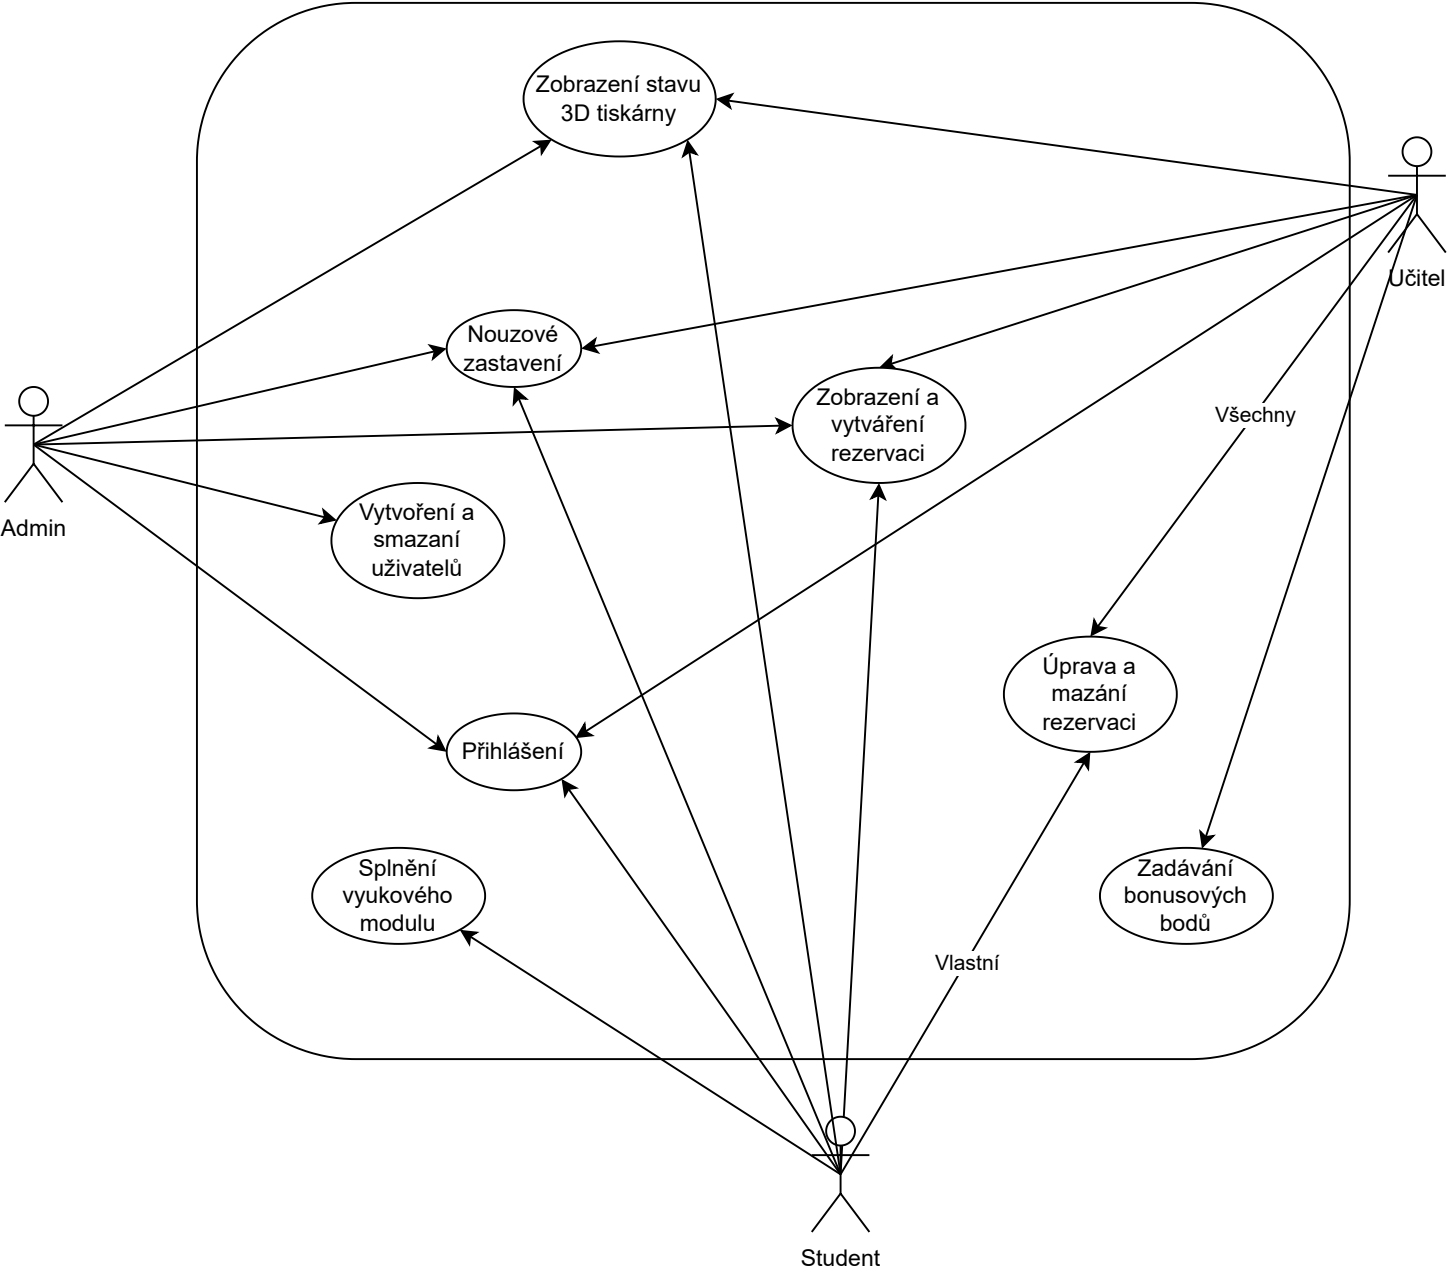 Zobrazení stavu
3D tiskárny
Učitel
Nouzové
zastavení
Zobrazení a
vytváření
rezervaci
Všechny
Admin
Vytvoření a
smazaní
uživatelů
Úprava a
mazání
rezervaci
Přihlášení
Splnění
vyukového
modulu
Zadávání
bonusových
bodů
Vlastní
Student